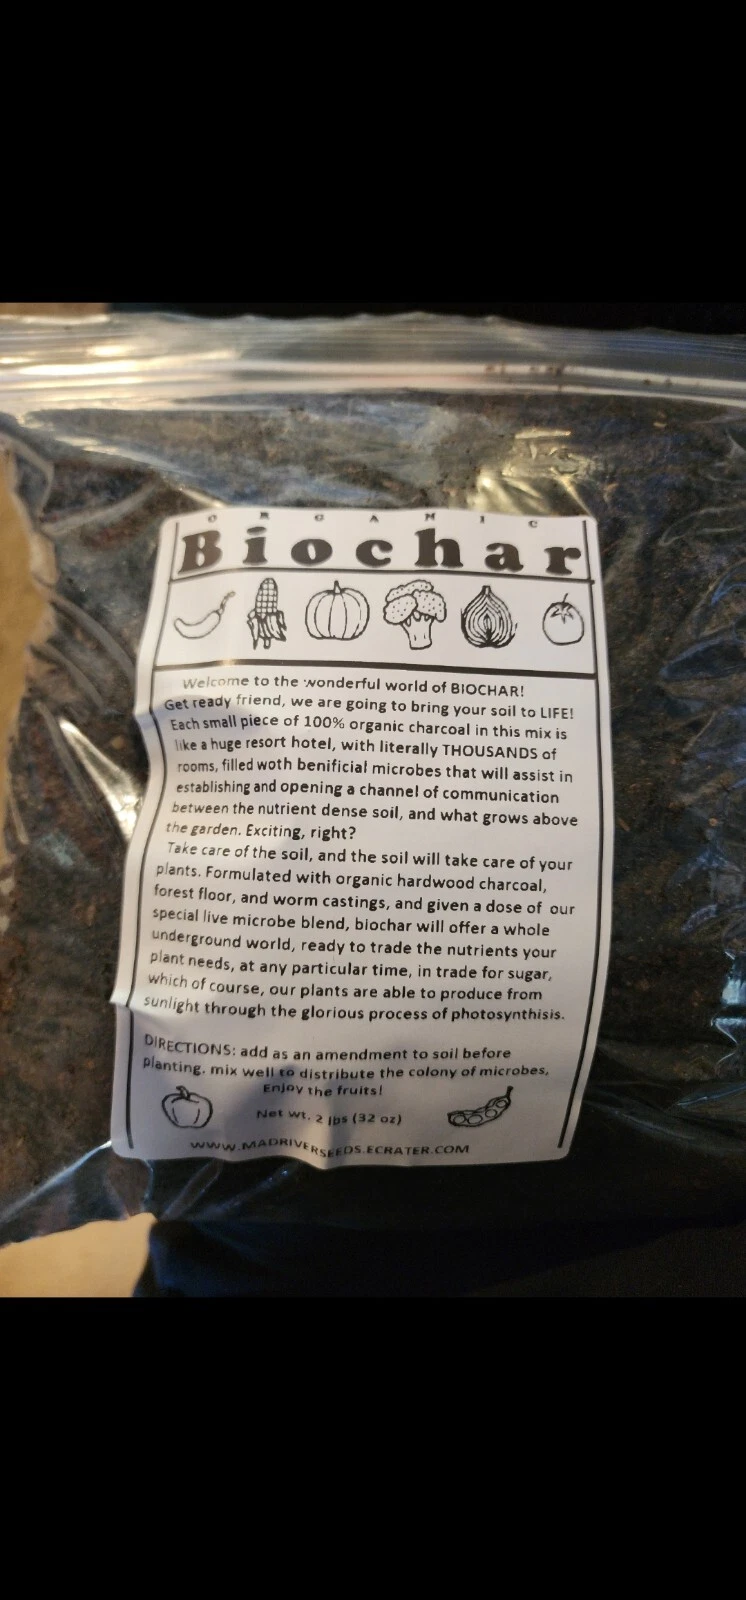 ORGANIC
Biochar
Welcome to the wonderful world of BIOCHAR!
Get ready friend, we are going to bring your soil to LIFE!
Each small piece of 100% organic charcoal in this mix is
like a huge resort hotel, with literally THOUSANDS of
rooms, filled woth benificial microbes that will assist in
establishing and opening a channel of communication
between the nutrient dense soil, and what grows above
the garden. Exciting, right?
Take care of the soil, and the soil will take care of your
plants. Formulated with organic hardwood charcoal,
forest floor, and worm castings, and given a dose of our
special live microbe blend, biochar will offer a whole
underground world, ready to trade the nutrients your
plant needs, at any particular time, in trade for sugar,
which of course, our plants are able to produce from
sunlight through the glorious process of photosynthisis.
DIRECTIONS: add as an amendment to soil before
planting. mix well to distribute the colony of microbes,
Enjoy the fruits!
Net wt. 2 lbs (32 oz)
WWW.MADRIVERSEEDS.ECRATER.COM